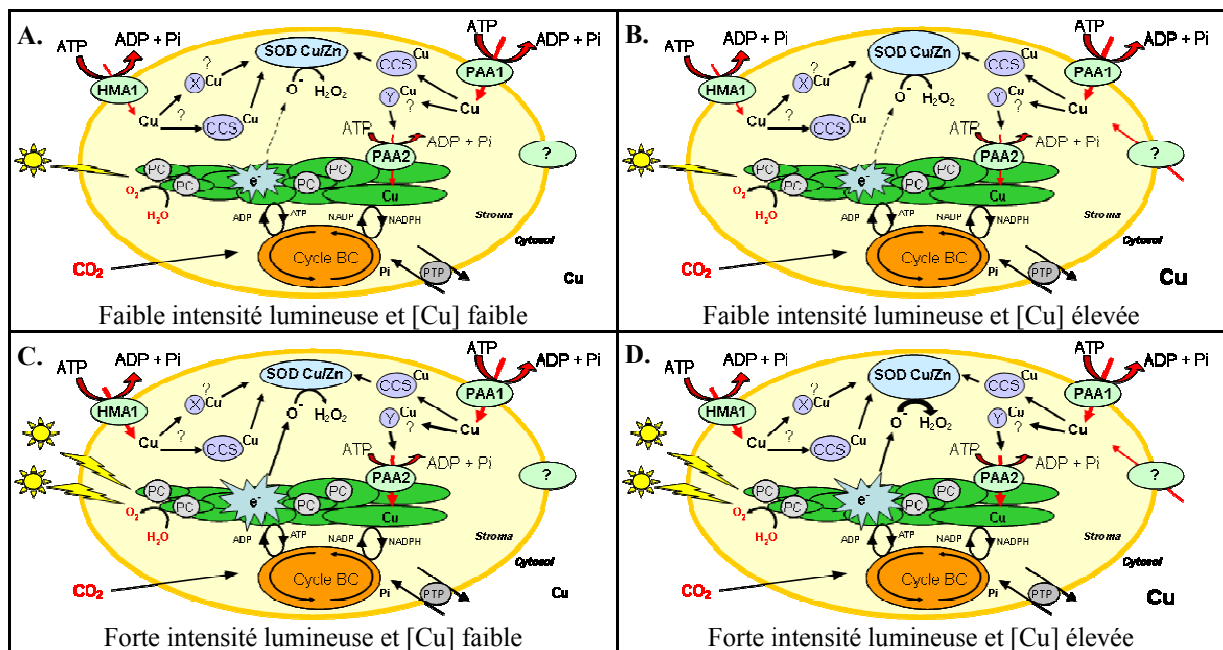 A.
ATP
ADP + Pi
HMA1
Cu
?
X
Cu
?
CCS
Cu
SOD Cu/Zn
O⁻
H₂O₂
CCS
Cu
Y
Cu
?
Cu
ATP
ADP + Pi
PAA1
ATP
ADP + Pi
PAA2
?
PC
PC
PC
PC
e⁻
Cu
O₂
H₂O
ADP
ATP
NADP
NADPH
Stroma
Cytosol
CO₂
Cycle BC
Pi
PTP
Cu
Faible intensité lumineuse et [Cu] faible
B.
ATP
ADP + Pi
HMA1
Cu
?
X
Cu
?
CCS
Cu
SOD Cu/Zn
O⁻
H₂O₂
CCS
Cu
Y
Cu
?
Cu
ATP
ADP + Pi
PAA1
ATP
ADP + Pi
PAA2
?
PC
PC
PC
PC
e⁻
Cu
O₂
H₂O
ADP
ATP
NADP
NADPH
Stroma
Cytosol
CO₂
Cycle BC
Pi
PTP
Cu
Faible intensité lumineuse et [Cu] élevée
C.
ATP
ADP + Pi
HMA1
Cu
?
X
Cu
?
CCS
Cu
SOD Cu/Zn
O⁻
H₂O₂
CCS
Cu
Y
Cu
?
Cu
ATP
ADP + Pi
PAA1
ATP
ADP + Pi
PAA2
?
PC
PC
PC
PC
e⁻
Cu
O₂
H₂O
ADP
ATP
NADP
NADPH
Stroma
Cytosol
CO₂
Cycle BC
Pi
PTP
Cu
Forte intensité lumineuse et [Cu] faible
D.
ATP
ADP + Pi
HMA1
Cu
?
X
Cu
?
CCS
Cu
SOD Cu/Zn
O⁻
H₂O₂
CCS
Cu
Y
Cu
?
Cu
ATP
ADP + Pi
PAA1
ATP
ADP + Pi
PAA2
?
PC
PC
PC
PC
e⁻
Cu
O₂
H₂O
ADP
ATP
NADP
NADPH
Stroma
Cytosol
CO₂
Cycle BC
Pi
PTP
Cu
Forte intensité lumineuse et [Cu] élevée